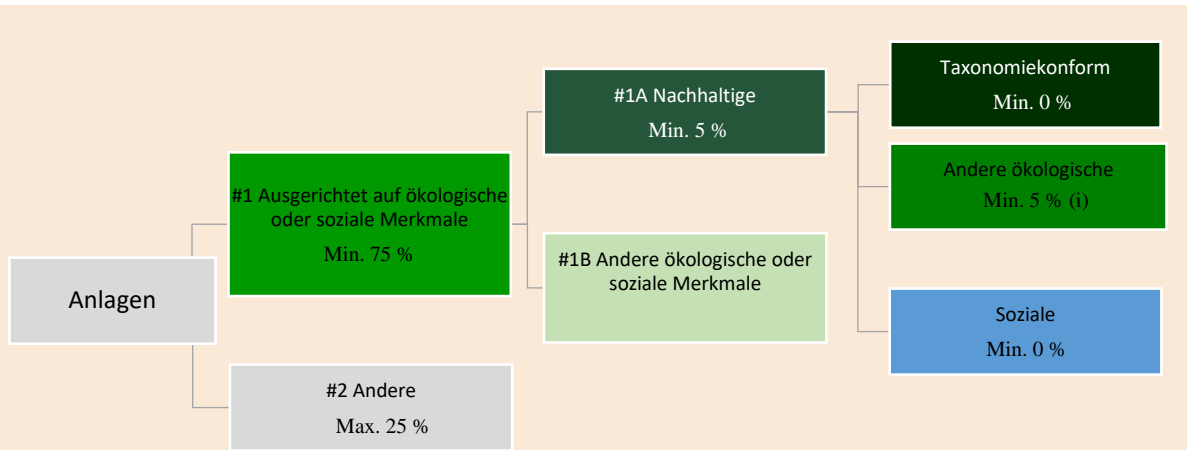 Anlagen
#1 Ausgerichtet auf ökologische
oder soziale Merkmale
Min. 75 %
#2 Andere
Max. 25 %
#1A Nachhaltige
Min. 5 %
#1B Andere ökologische oder
soziale Merkmale
Taxonomiekonform
Min. 0 %
Andere ökologische
Min. 5 % (i)
Soziale
Min. 0 %